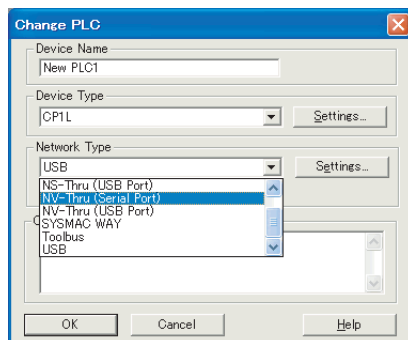 Change PLC
Device Name
New PLC1
Device Type
CP1L
Settings...
Network Type
USB
Settings...
NS-Thru (USB Port)
NV-Thru (Serial Port)
NV-Thru (USB Port)
SYSMAC WAY
Toolbus
USB
OK
Cancel
Help